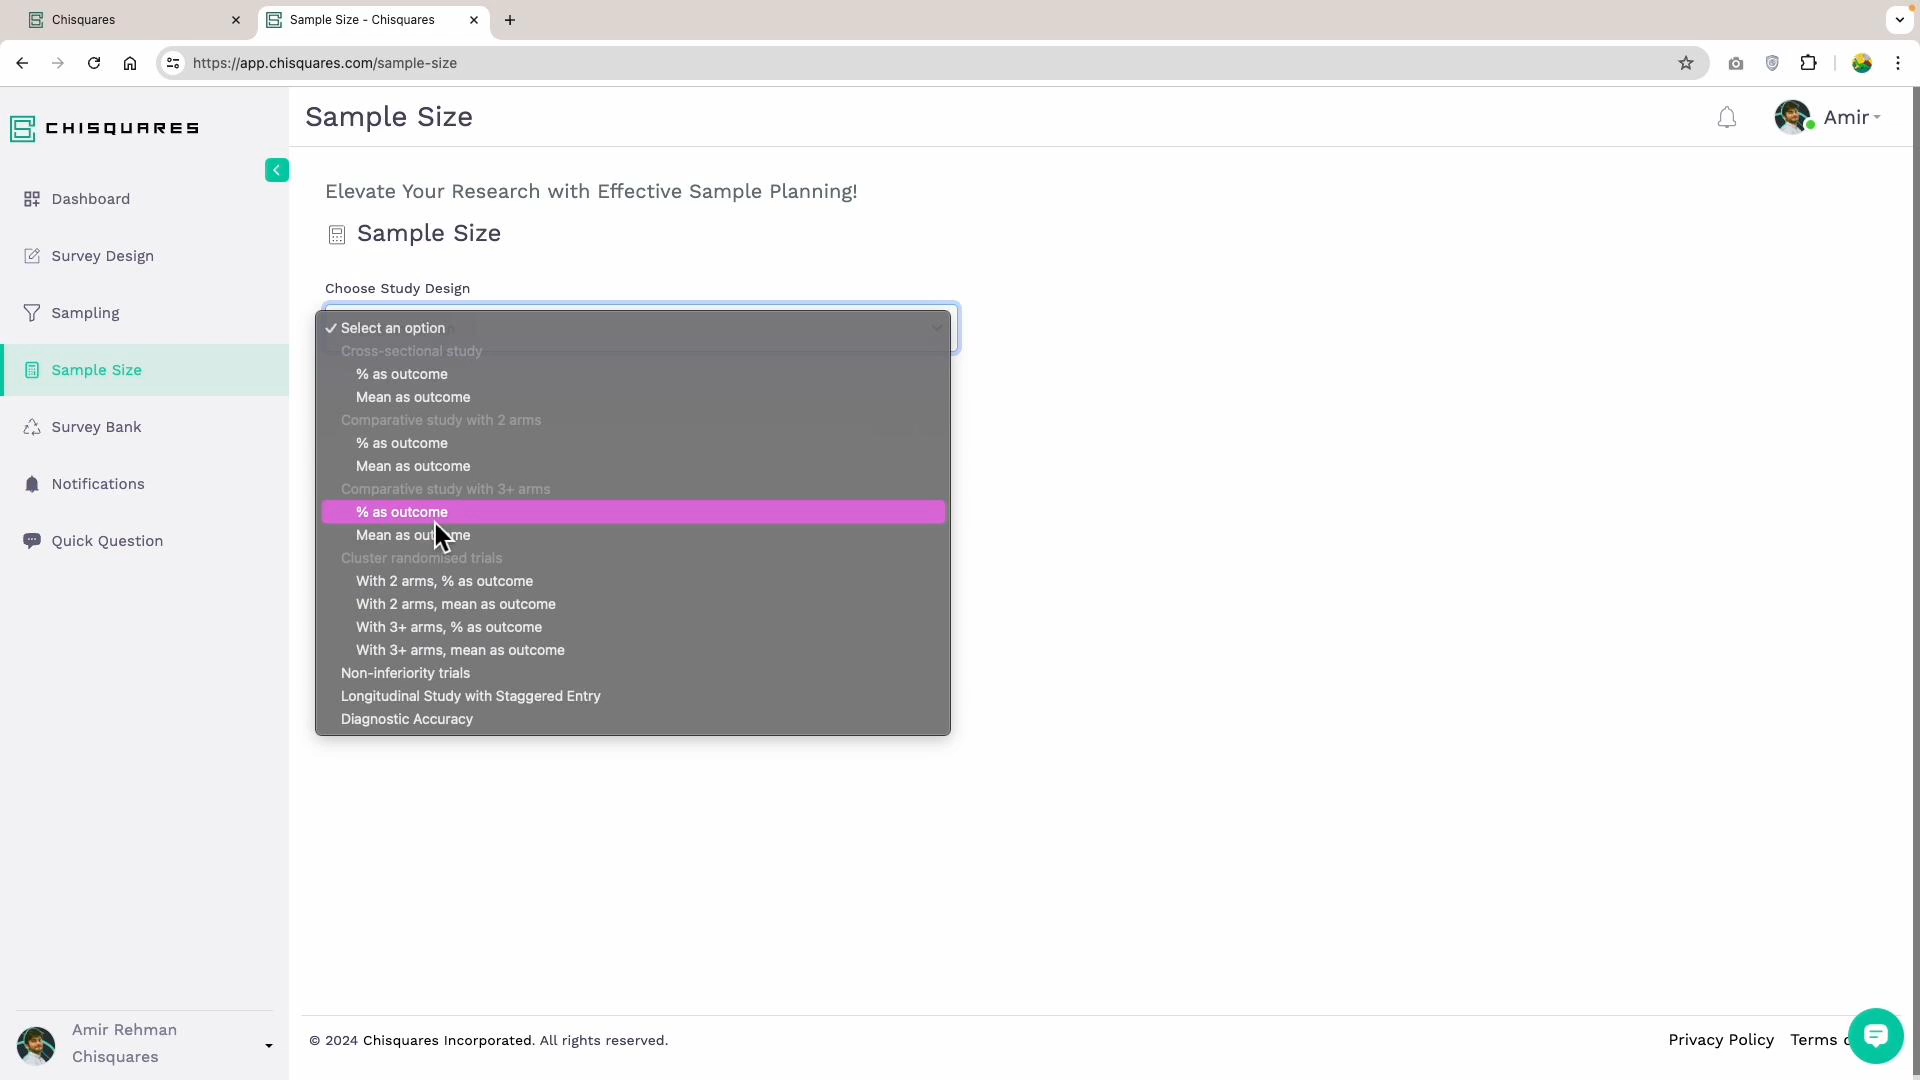 Chisquares
Sample Size - Chisquares
https://app.chisquares.com/sample-size
CHISQUARES
Sample Size
Amir
Dashboard
Survey Design
Sampling
Sample Size
Survey Bank
Notifications
Quick Question
Elevate Your Research with Effective Sample Planning!
Sample Size
Choose Study Design
✓ Select an option
Cross-sectional study
% as outcome
Mean as outcome
Comparative study with 2 arms
% as outcome
Mean as outcome
Comparative study with 3+ arms
% as outcome
Mean as outcome
Cluster randomised trials
With 2 arms, % as outcome
With 2 arms, mean as outcome
With 3+ arms, % as outcome
With 3+ arms, mean as outcome
Non-inferiority trials
Longitudinal Study with Staggered Entry
Diagnostic Accuracy
Amir Rehman
Chisquares
© 2024 Chisquares Incorporated. All rights reserved.
Privacy Policy
Terms